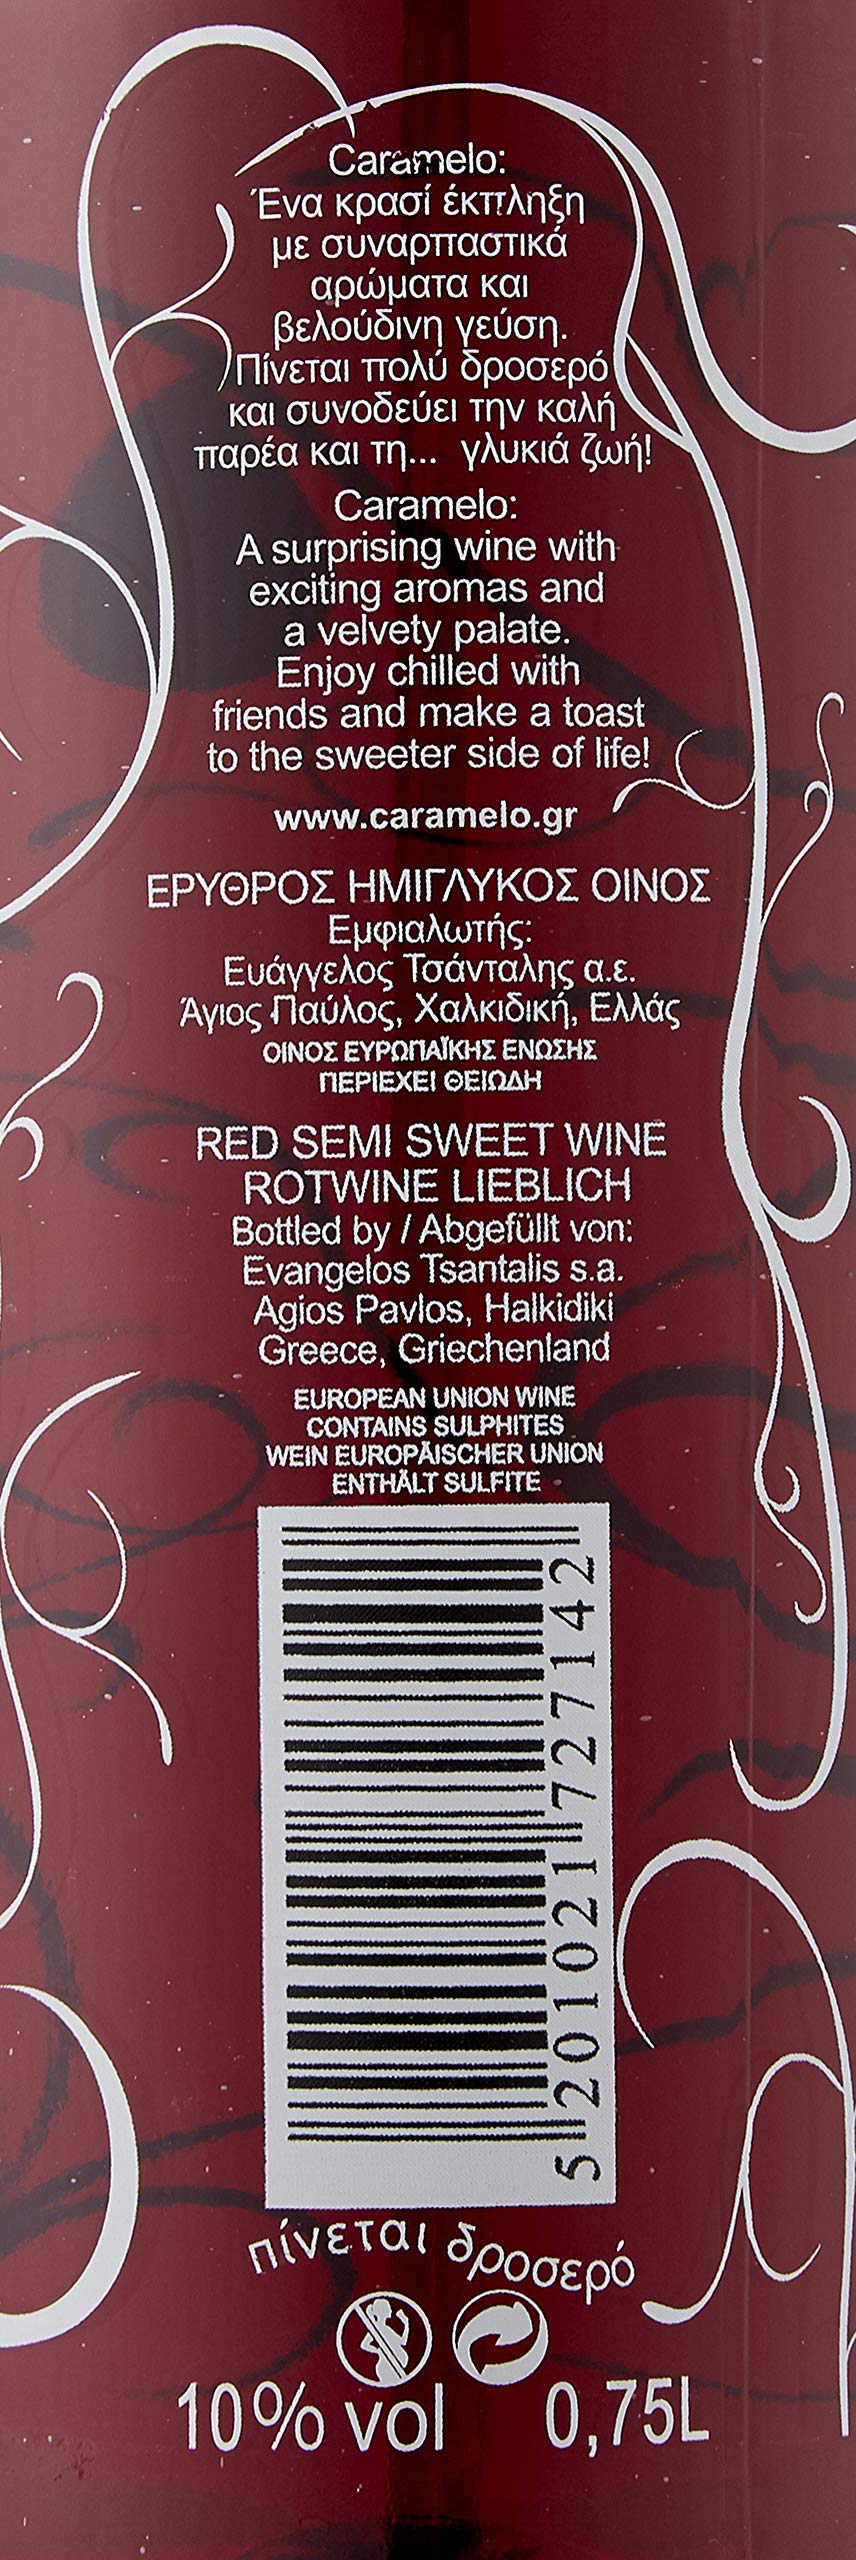 Caramelo:
Ένα κρασί έκπληξη
με συναρπαστικά
αρώματα και
βελούδινη γεύση.
Πίνεται πολύ δροσερό
και συνοδεύει την καλή
παρέα και τη... γλυκιά ζωή!
Caramelo:
A surprising wine with
exciting aromas and
a velvety palate.
Enjoy chilled with
friends and make a toast
to the sweeter side of life!
www.caramelo.gr
ΕΡΥΘΡΟΣ ΗΜΙΓΛΥΚΟΣ ΟΙΝΟΣ
Εμφιαλωτής:
Ευάγγελος Τσάνταλης α.ε.
Άγιος Παύλος, Χαλκιδική, Ελλάς
ΟΙΝΟΣ ΕΥΡΩΠΑΪΚΗΣ ΕΝΩΣΗΣ
ΠΕΡΙΕΧΕΙ ΘΕΙΩΔΗ
RED SEMI SWEET WINE
ROTWINE LIEBLICH
Bottled by / Abgefüllt von:
Evangelos Tsantalis s.a.
Agios Pavlos, Halkidiki
Greece, Griechenland
EUROPEAN UNION WINE
CONTAINS SULPHITES
WEIN EUROPÄISCHER UNION
ENTHÄLT SULFITE
5 201021 727142
πίνεται δροσερό
10% vol 0,75L